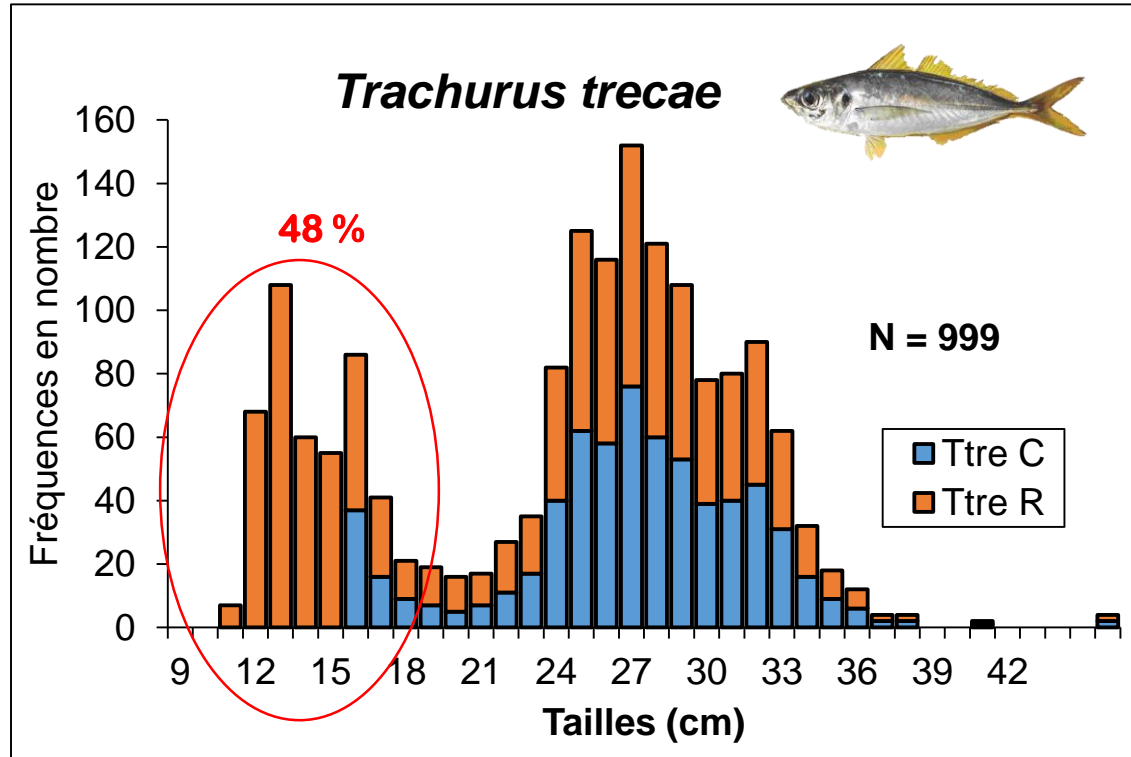 Trachurus trecae
160
140
120
100
80
60
40
20
0
Fréquences en nombre
48 %
N = 999
Ttre C
Ttre R
9 12 15 18 21 24 27 30 33 36 39 42
Tailles (cm)